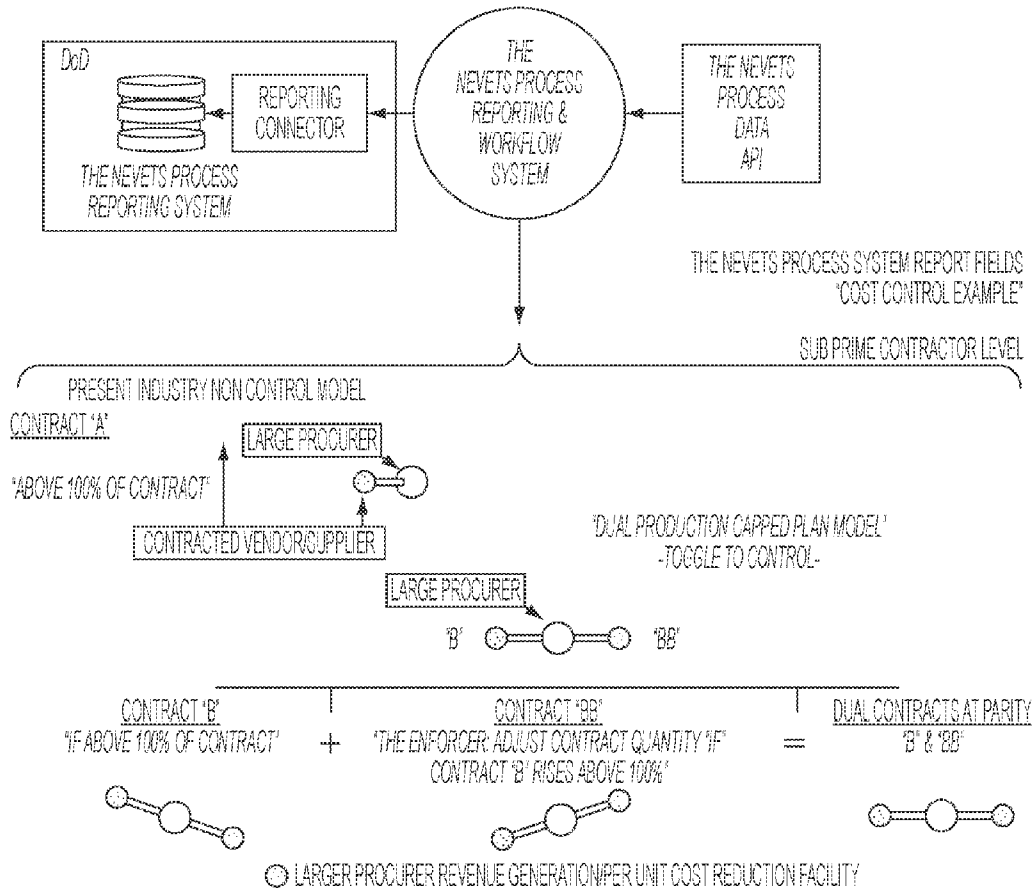 DoD
THE NEVETS PROCESS
REPORTING SYSTEM
REPORTING
CONNECTOR
THE
NEVETS PROCESS
REPORTING &
WORKFLOW
SYSTEM
THE NEVETS
PROCESS
DATA
API
THE NEVETS PROCESS SYSTEM REPORT FIELDS
"COST CONTROL EXAMPLE"
SUB PRIME CONTRACTOR LEVEL
PRESENT INDUSTRY NON CONTROL MODEL
CONTRACT "A"
LARGE PROCURER
"ABOVE 100% OF CONTRACT"
CONTRACTED VENDOR/SUPPLIER
"DUAL PRODUCTION CAPPED PLAN MODEL"
-TOGGLE TO CONTROL-
LARGE PROCURER
"B"
"BB"
CONTRACT "B"
"IF ABOVE 100% OF CONTRACT"
+
CONTRACT "BB"
"THE ENFORCER: ADJUST CONTRACT QUANTITY "IF"
CONTRACT "B" RISES ABOVE 100%"
=
DUAL CONTRACTS AT PARITY
"B" & "BB"
LARGER PROCURER REVENUE GENERATION/PER UNIT COST REDUCTION FACILITY